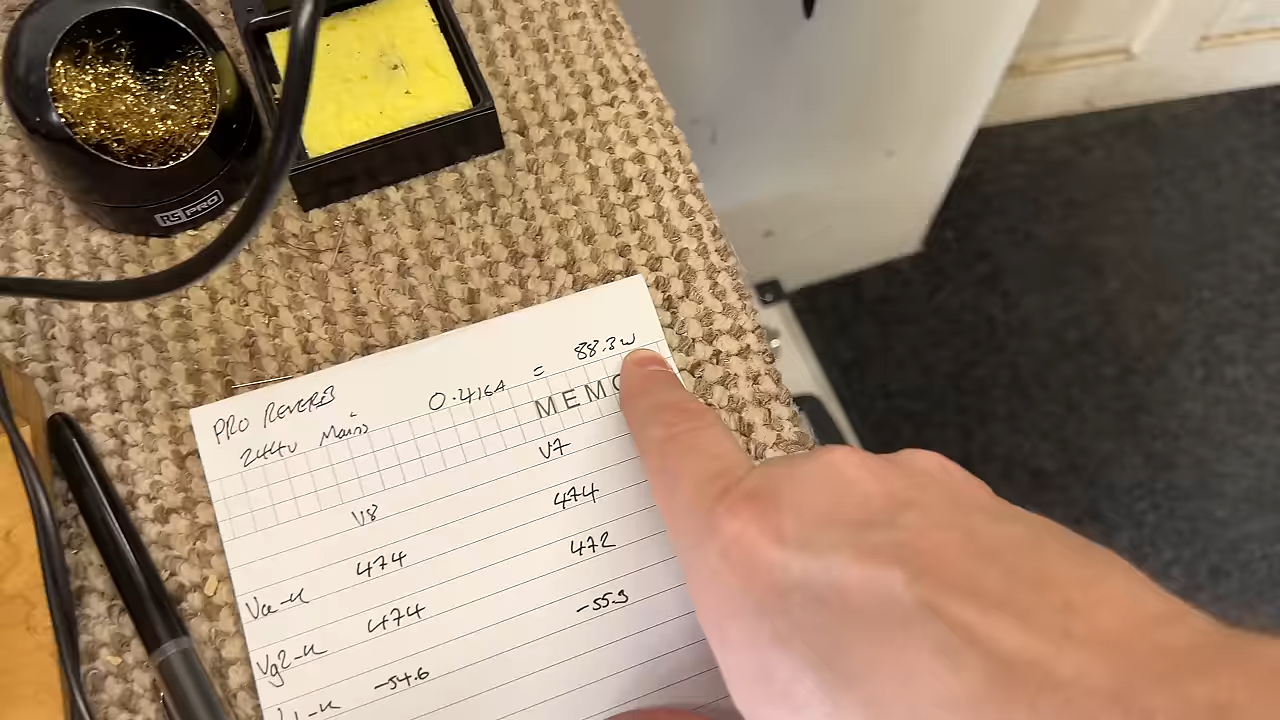 RS PRO
PRO REVERB
244v Mains 0.416A = 88.3w
MEMO
V8 V7
Va-k 474 474
Vg2-k 474 472
-54.6 -55.3